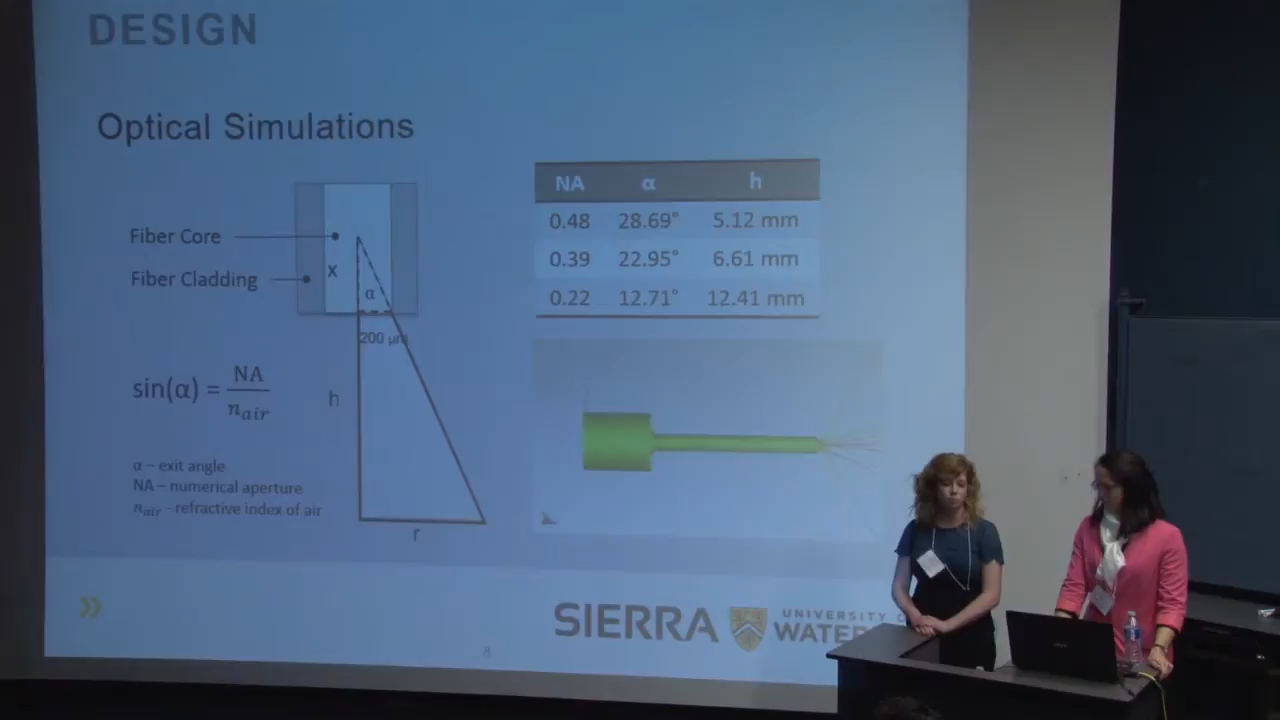 DESIGN
Optical Simulations
Fiber Core
Fiber Cladding
x
α
200 μm
h
r
sin(α) = NA / n_air
α – exit angle
NA – numerical aperture
n_air - refractive index of air
NA α h
0.48 28.69° 5.12 mm
0.39 22.95° 6.61 mm
0.22 12.71° 12.41 mm
8
SIERRA
UNIVERSITY